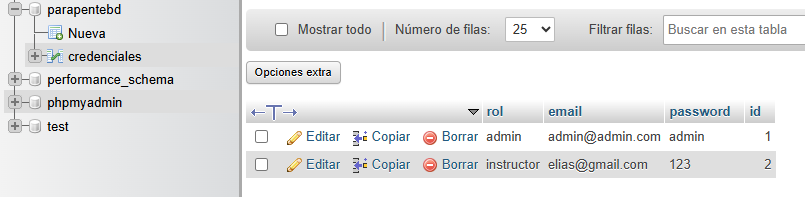 parapentebd
Nueva
credenciales
performance_schema
phpmyadmin
test
Mostrar todo Número de filas: 25 Filtrar filas: Buscar en esta tabla
Opciones extra
←T→ rol email password id
Editar Copiar Borrar admin admin@admin.com admin 1
Editar Copiar Borrar instructor elias@gmail.com 123 2